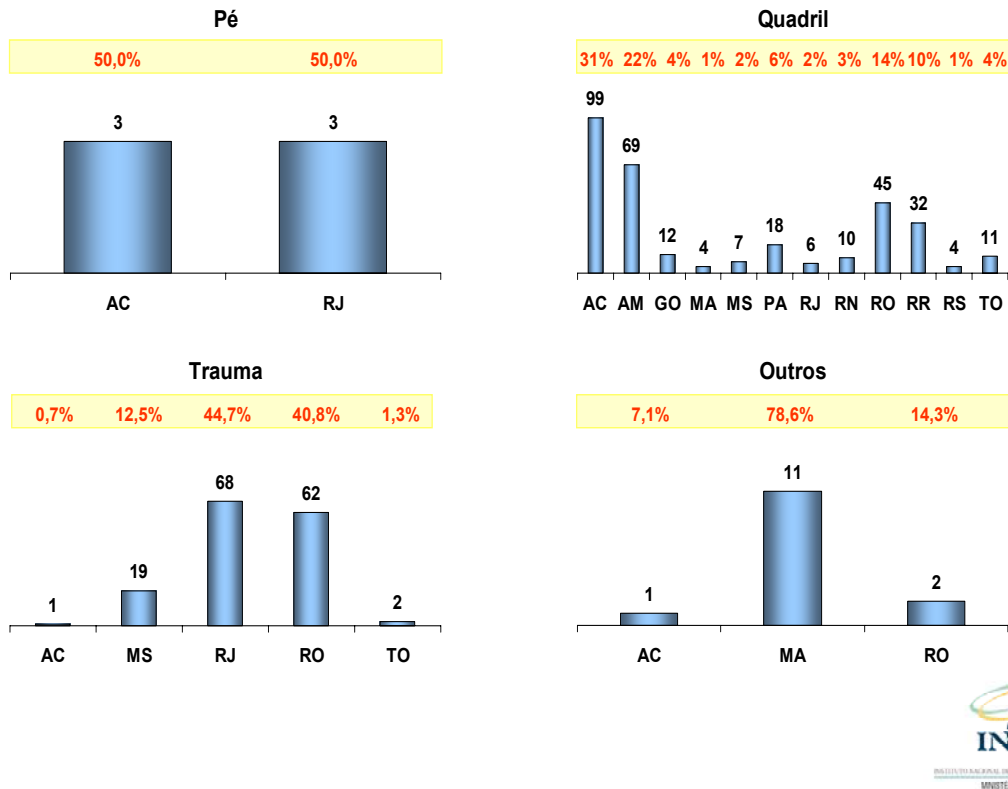 Pé
50,0% 50,0%
3 3
AC RJ
Quadril
31% 22% 4% 1% 2% 6% 2% 3% 14% 10% 1% 4%
99
69
12 4 7 18 6 10 45 32 4 11
AC AM GO MA MS PA RJ RN RO RR RS TO
Trauma
0,7% 12,5% 44,7% 40,8% 1,3%
1 19 68 62 2
AC MS RJ RO TO
Outros
7,1% 78,6% 14,3%
1 11 2
AC MA RO
IN
INSTITUTO NACIONAL DE
MINISTÉ